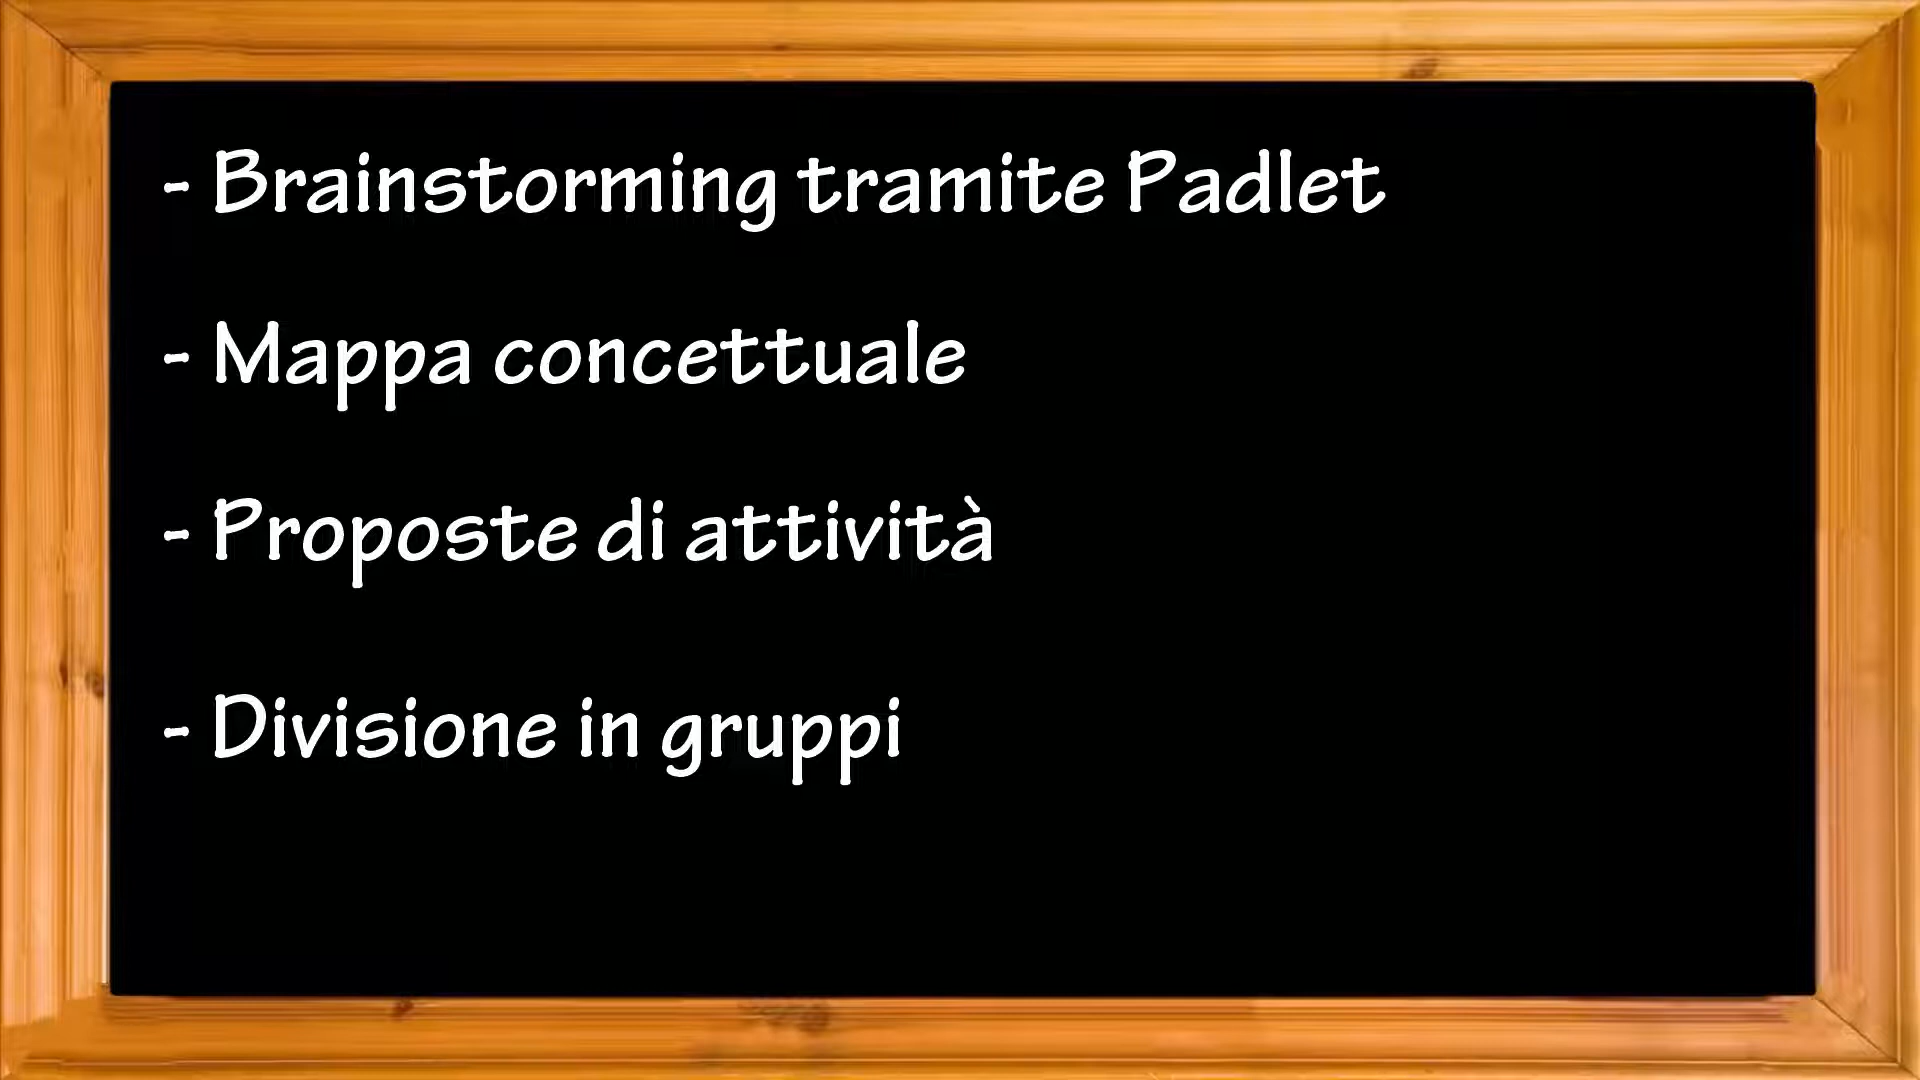 - Brainstorming tramite Padlet
- Mappa concettuale
- Proposte di attività
- Divisione in gruppi